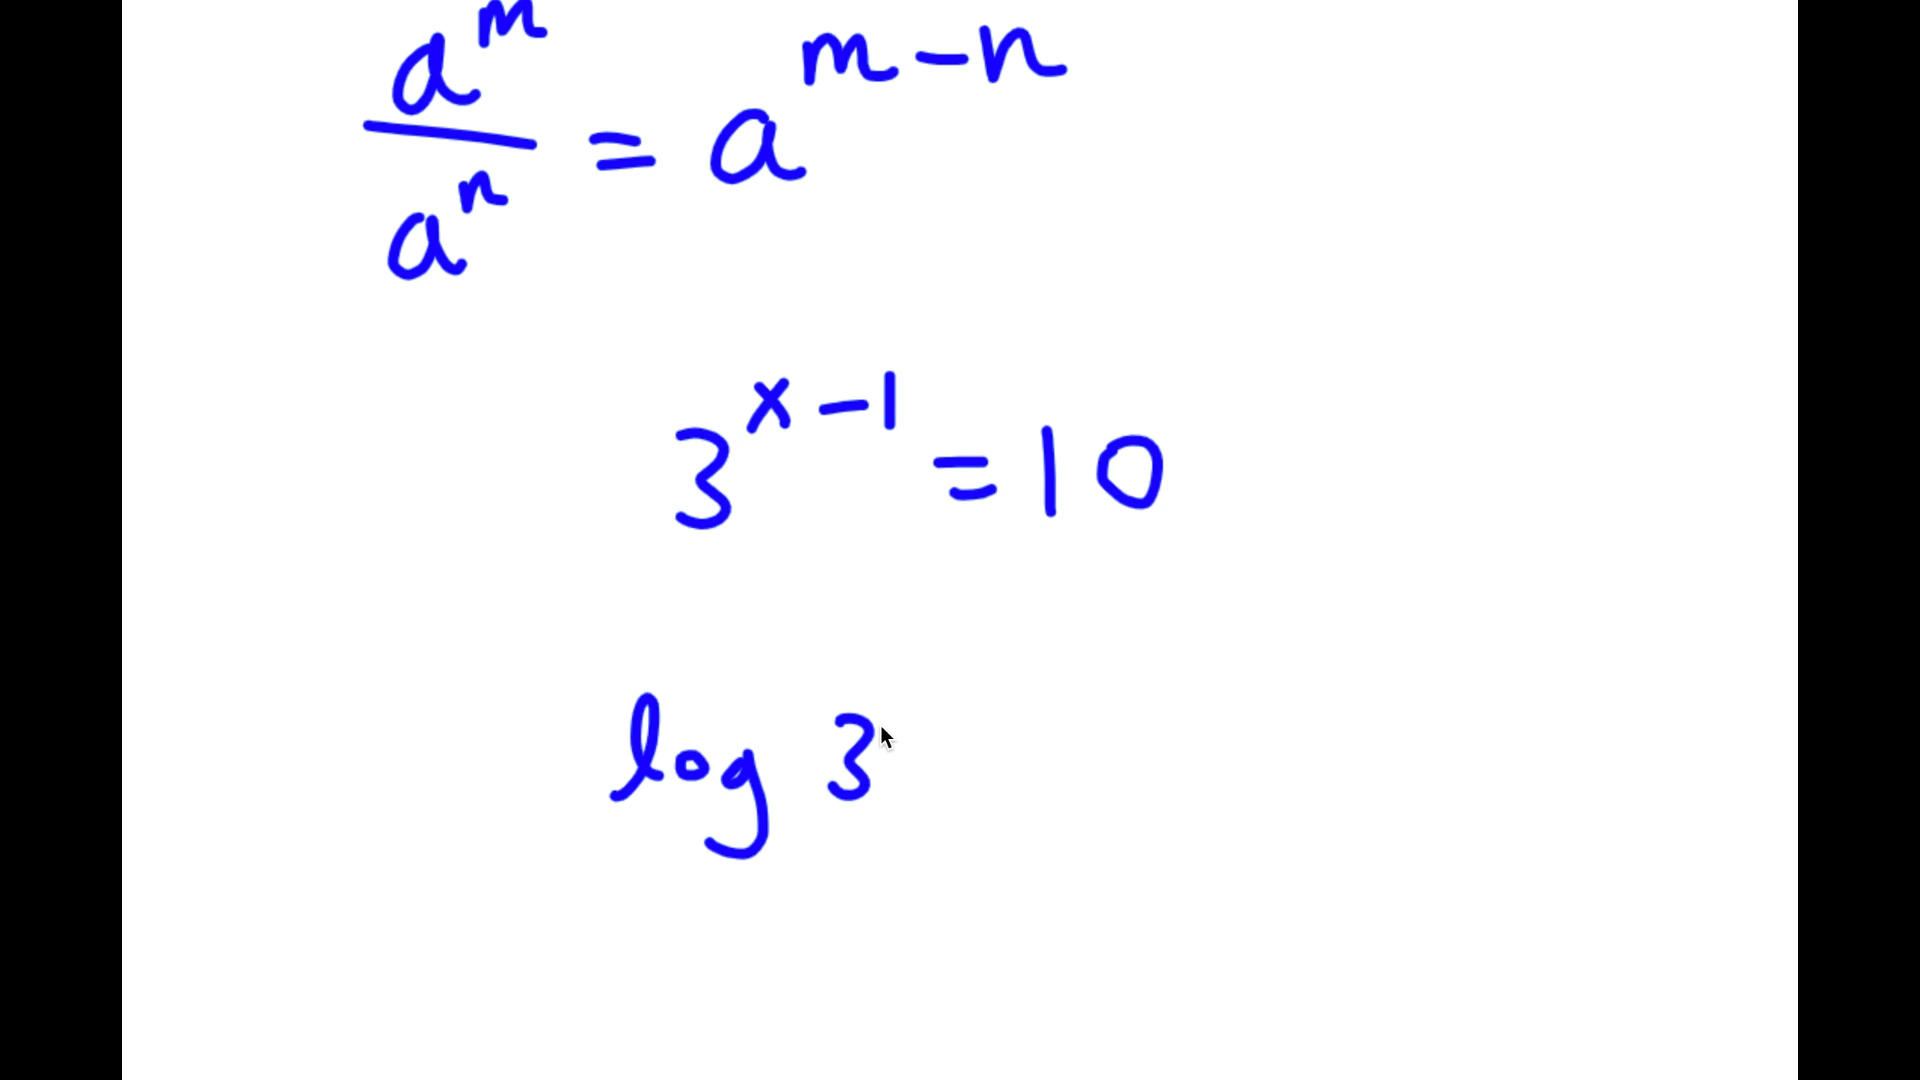 a^m / a^n = a^(m-n)
3^(x-1) = 10
log 3